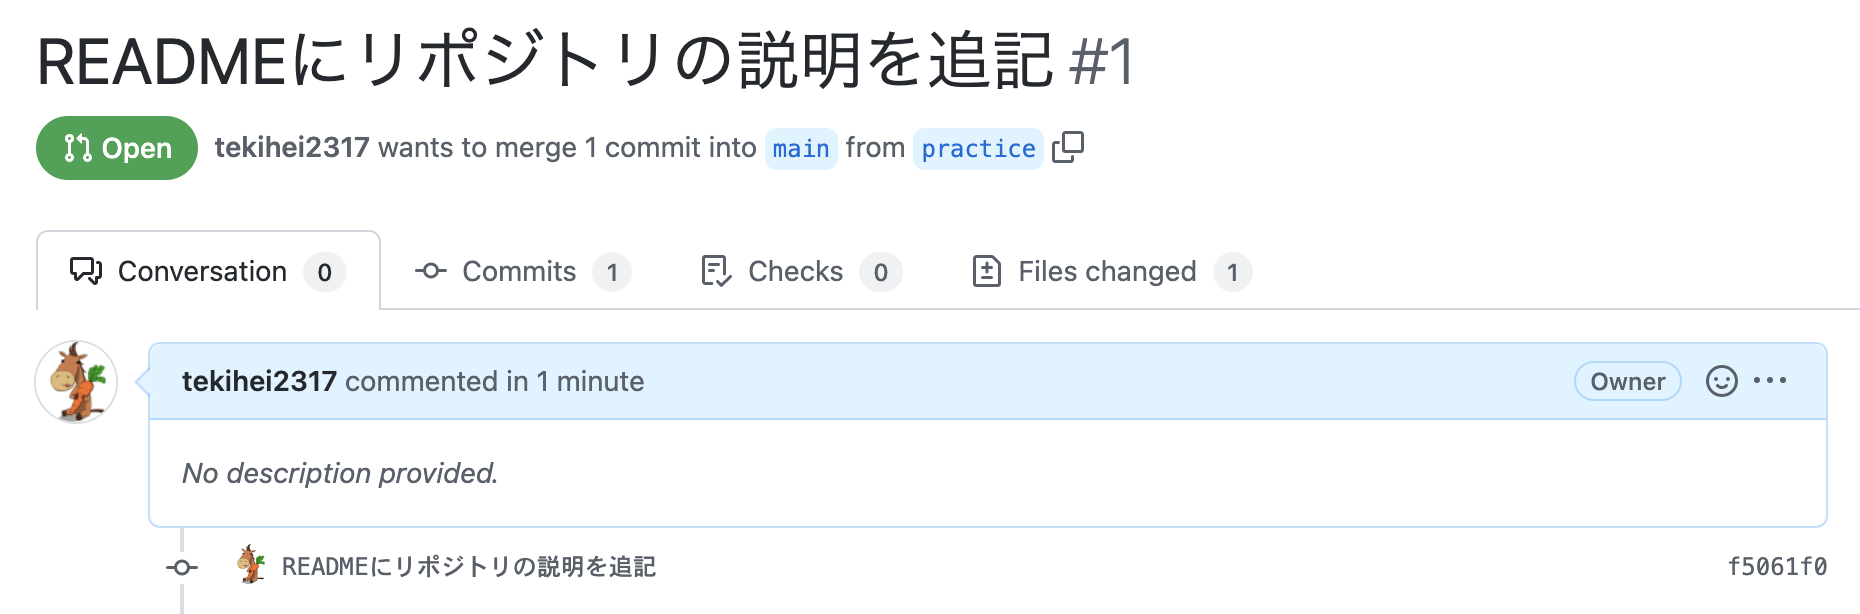 READMEにリポジトリの説明を追記 #1
Open tekihei2317 wants to merge 1 commit into main from practice
Conversation 0 Commits 1 Checks 0 Files changed 1
tekihei2317 commented in 1 minute Owner
No description provided.
READMEにリポジトリの説明を追記 f5061f0